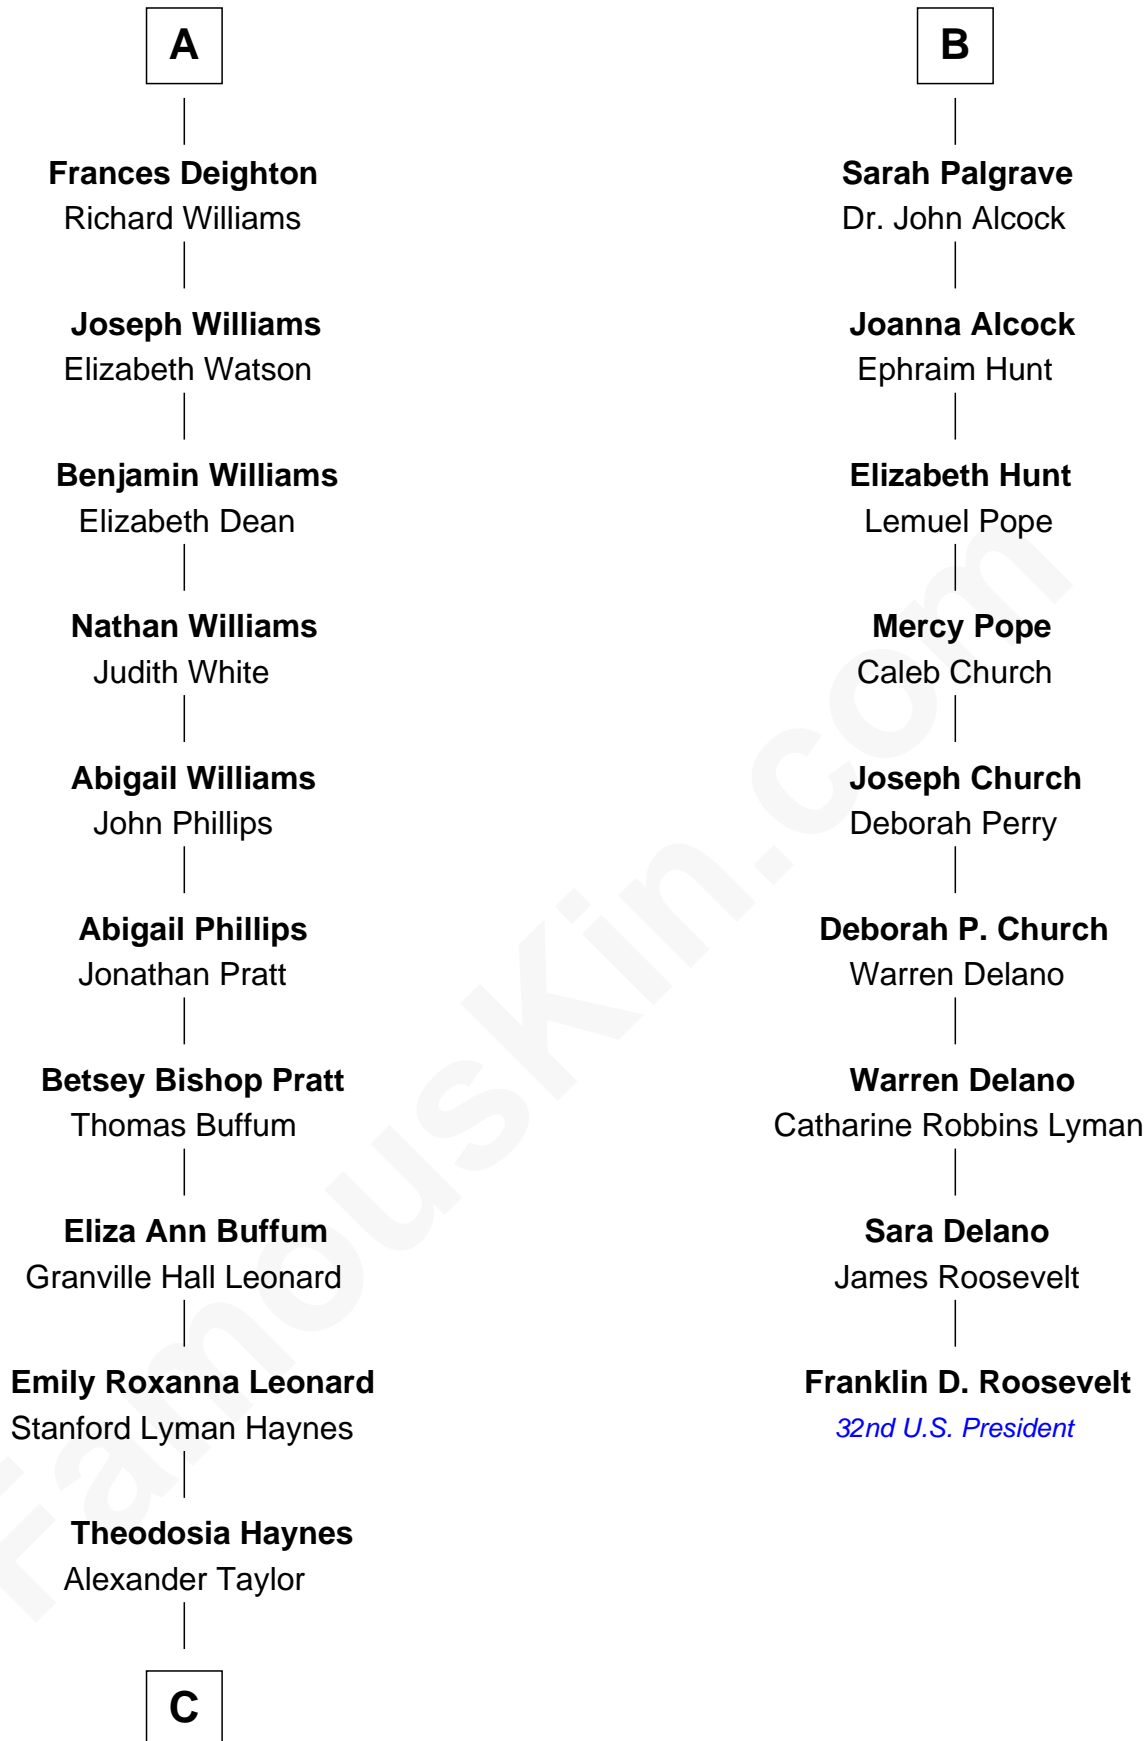 A
Frances Deighton
Richard Williams
Joseph Williams
Elizabeth Watson
Benjamin Williams
Elizabeth Dean
Nathan Williams
Judith White
Abigail Williams
John Phillips
Abigail Phillips
Jonathan Pratt
Betsey Bishop Pratt
Thomas Buffum
Eliza Ann Buffum
Granville Hall Leonard
Emily Roxanna Leonard
Stanford Lyman Haynes
Theodosia Haynes
Alexander Taylor
C
B
Sarah Palgrave
Dr. John Alcock
Joanna Alcock
Ephraim Hunt
Elizabeth Hunt
Lemuel Pope
Mercy Pope
Caleb Church
Joseph Church
Deborah Perry
Deborah P. Church
Warren Delano
Warren Delano
Catharine Robbins Lyman
Sara Delano
James Roosevelt
Franklin D. Roosevelt
32nd U.S. President
FamousKin.com